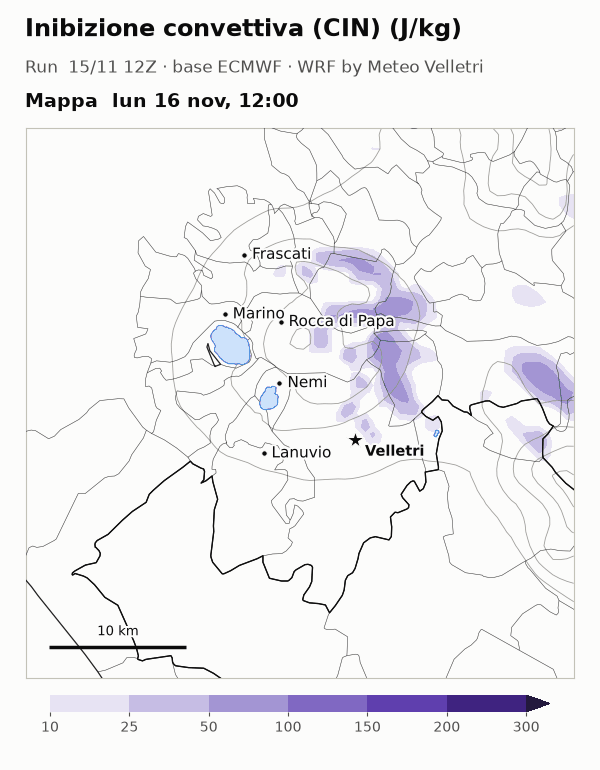 Inibizione convettiva (CIN) (J/kg)
Run  15/11 12Z · base ECMWF · WRF by Meteo Velletri
Mappa  lun 16 nov, 12:00
Frascati
Marino
Rocca di Papa
Nemi
Velletri
Lanuvio
10 km
10 25 50 100 150 200 300